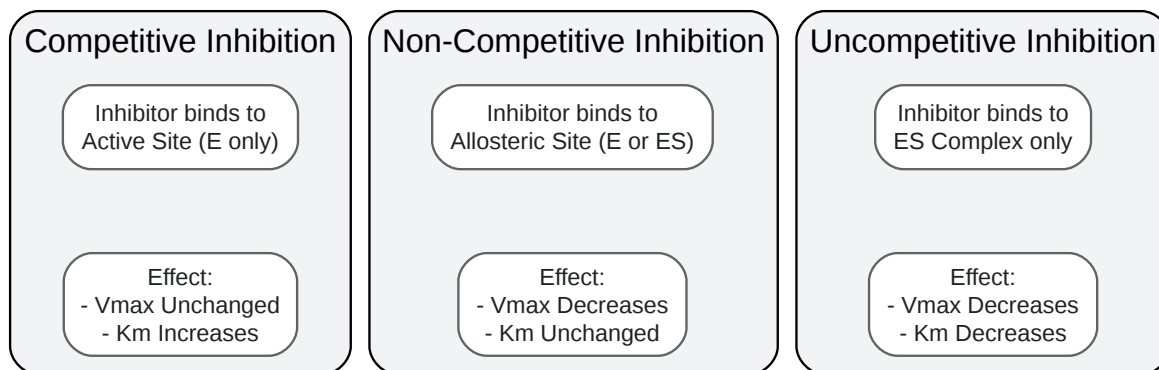 Competitive Inhibition
Inhibitor binds to
Active Site (E only)
Effect:
- Vmax Unchanged
- Km Increases
Non-Competitive Inhibition
Inhibitor binds to
Allosteric Site (E or ES)
Effect:
- Vmax Decreases
- Km Unchanged
Uncompetitive Inhibition
Inhibitor binds to
ES Complex only
Effect:
- Vmax Decreases
- Km Decreases